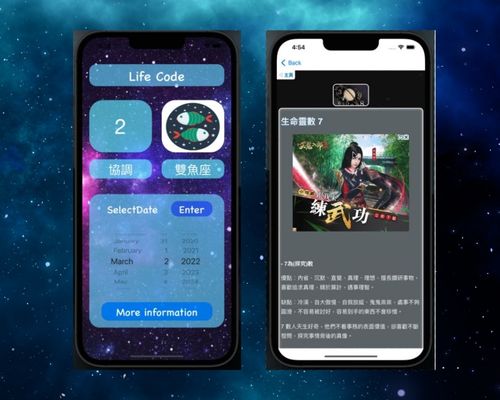 Life Code
2
協調
雙魚座
SelectDate
Enter
January 31 2020
February 1 2021
March 2 2022
April 3
May 4
More information
4:54
Back
主頁
生命靈數 7
練武功
- 7為(探究)數
優點：內省、沉默、直覺、真理、理想、擅長鑽研事物、
喜歡追求真理、精於算計、遇事理智。
缺點：冷漠、自大傲慢、自我放縱、鬼鬼祟祟、處事不夠
圓滑、不容易被討好，容易到手的東西不會珍惜。
7 數人天生好奇，他們不看事務的表面價值，卻喜歡不斷
發問，探究事情背後的真像。